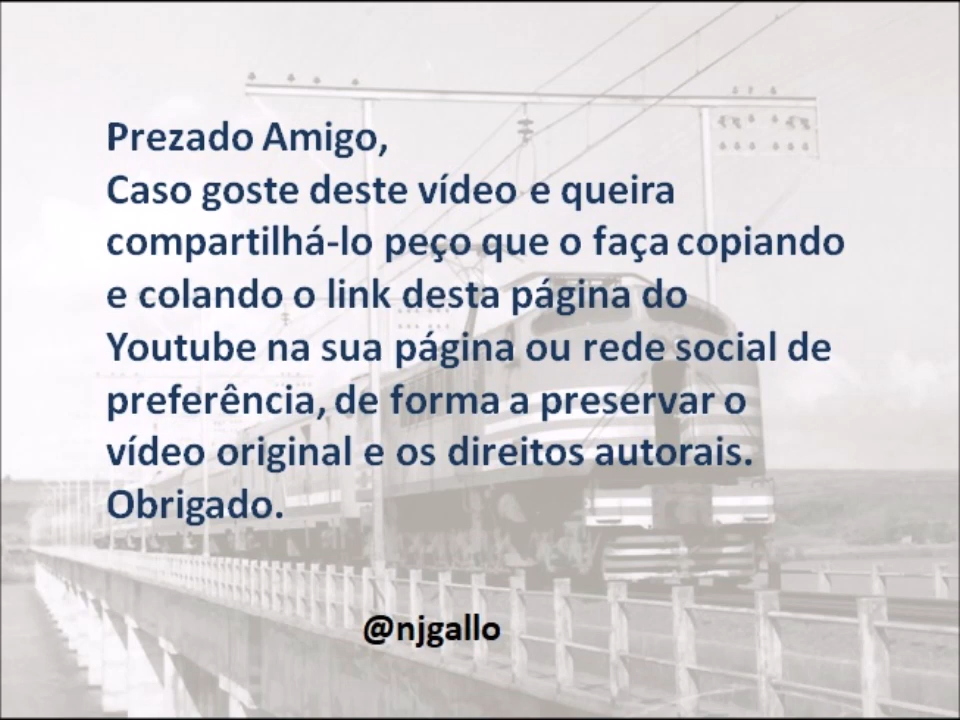 Prezado Amigo,
Caso goste deste vídeo e queira
compartilhá-lo peço que o faça copiando
e colando o link desta página do
Youtube na sua página ou rede social de
preferência, de forma a preservar o
vídeo original e os direitos autorais.
Obrigado.
@njgallo